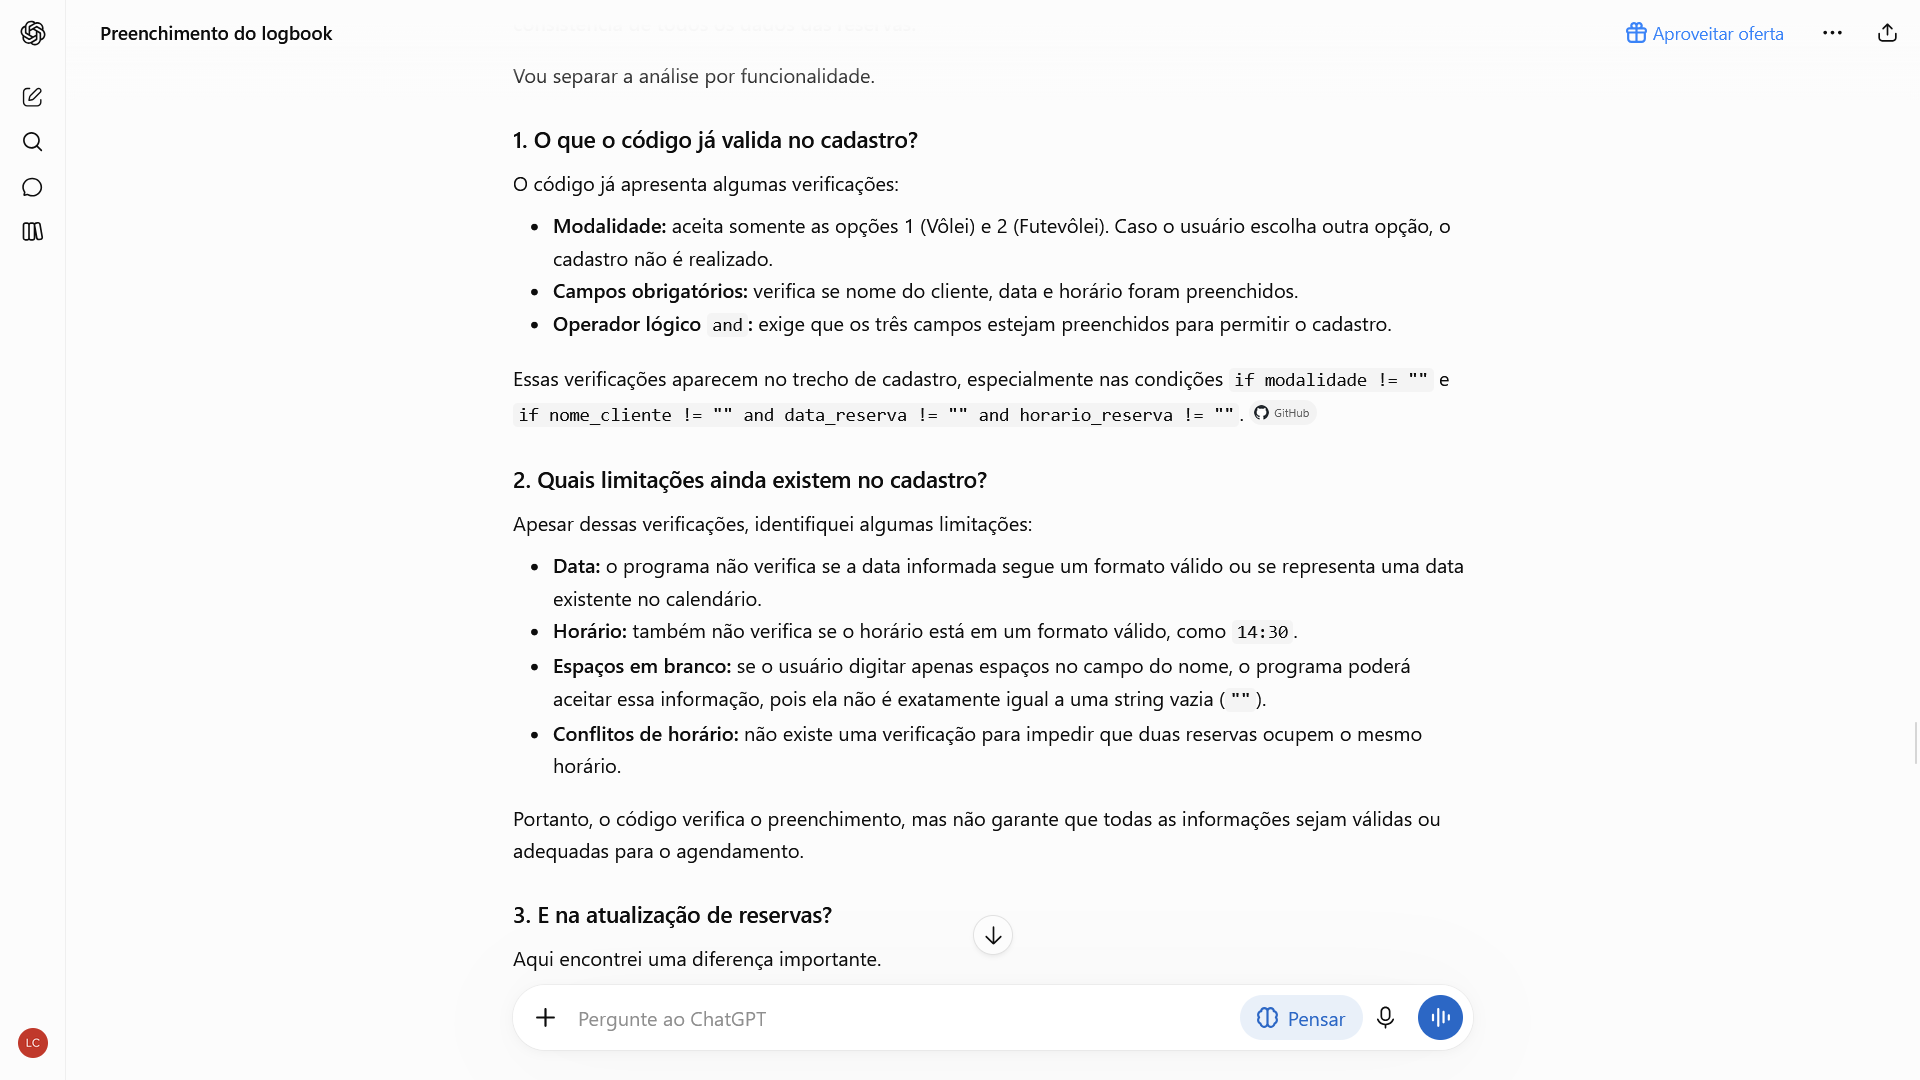 Preenchimento do logbook
Aproveitar oferta
Vou separar a análise por funcionalidade.
1. O que o código já valida no cadastro?
O código já apresenta algumas verificações:
• Modalidade: aceita somente as opções 1 (Vôlei) e 2 (Futevôlei). Caso o usuário escolha outra opção, o
cadastro não é realizado.
• Campos obrigatórios: verifica se nome do cliente, data e horário foram preenchidos.
• Operador lógico and: exige que os três campos estejam preenchidos para permitir o cadastro.
Essas verificações aparecem no trecho de cadastro, especialmente nas condições if modalidade != "" e
if nome_cliente != "" and data_reserva != "" and horario_reserva != "". GitHub
2. Quais limitações ainda existem no cadastro?
Apesar dessas verificações, identifiquei algumas limitações:
• Data: o programa não verifica se a data informada segue um formato válido ou se representa uma data
existente no calendário.
• Horário: também não verifica se o horário está em um formato válido, como 14:30.
• Espaços em branco: se o usuário digitar apenas espaços no campo do nome, o programa poderá
aceitar essa informação, pois ela não é exatamente igual a uma string vazia ("").
• Conflitos de horário: não existe uma verificação para impedir que duas reservas ocupem o mesmo
horário.
Portanto, o código verifica o preenchimento, mas não garante que todas as informações sejam válidas ou
adequadas para o agendamento.
3. E na atualização de reservas?
Aqui encontrei uma diferença importante.
Pergunte ao ChatGPT
Pensar
LC